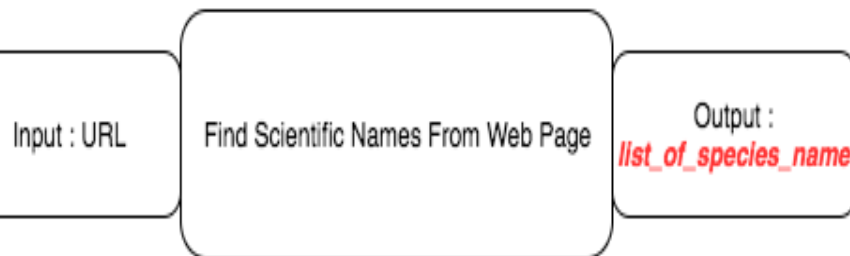 Input : URL
Find Scientific Names From Web Page
Output :
list_of_species_name